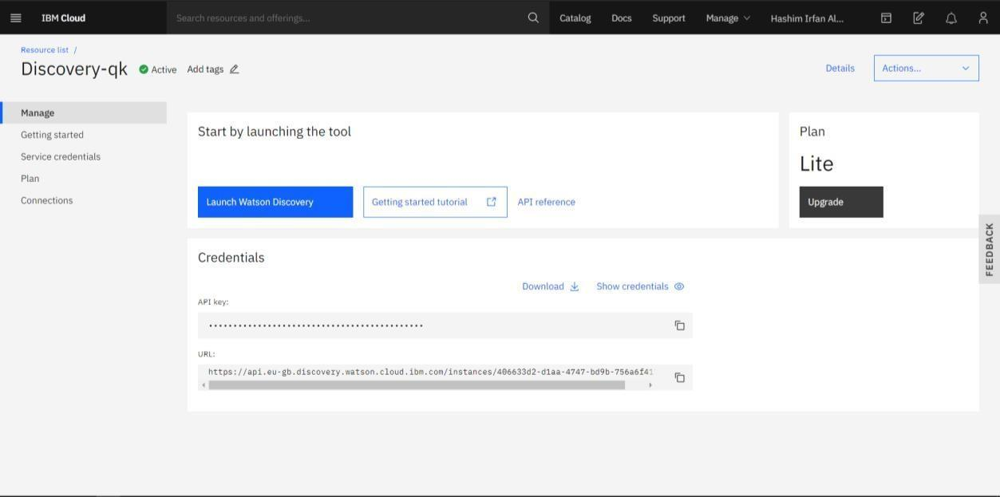 IBM Cloud
Search resources and offerings...
Catalog
Docs
Support
Manage
Hashim Irfan Al...
Resource list /
Discovery-qk
Active
Add tags
Details
Actions...
Manage
Getting started
Service credentials
Plan
Connections
Start by launching the tool
Launch Watson Discovery
Getting started tutorial
API reference
Plan
Lite
Upgrade
Credentials
Download
Show credentials
API key:
••••••••••••••••••••••••••••••••••••••••••••
URL:
https://api.eu-gb.discovery.watson.cloud.ibm.com/instances/406633d2-d1aa-4747-bd9b-756a6f41
FEEDBACK